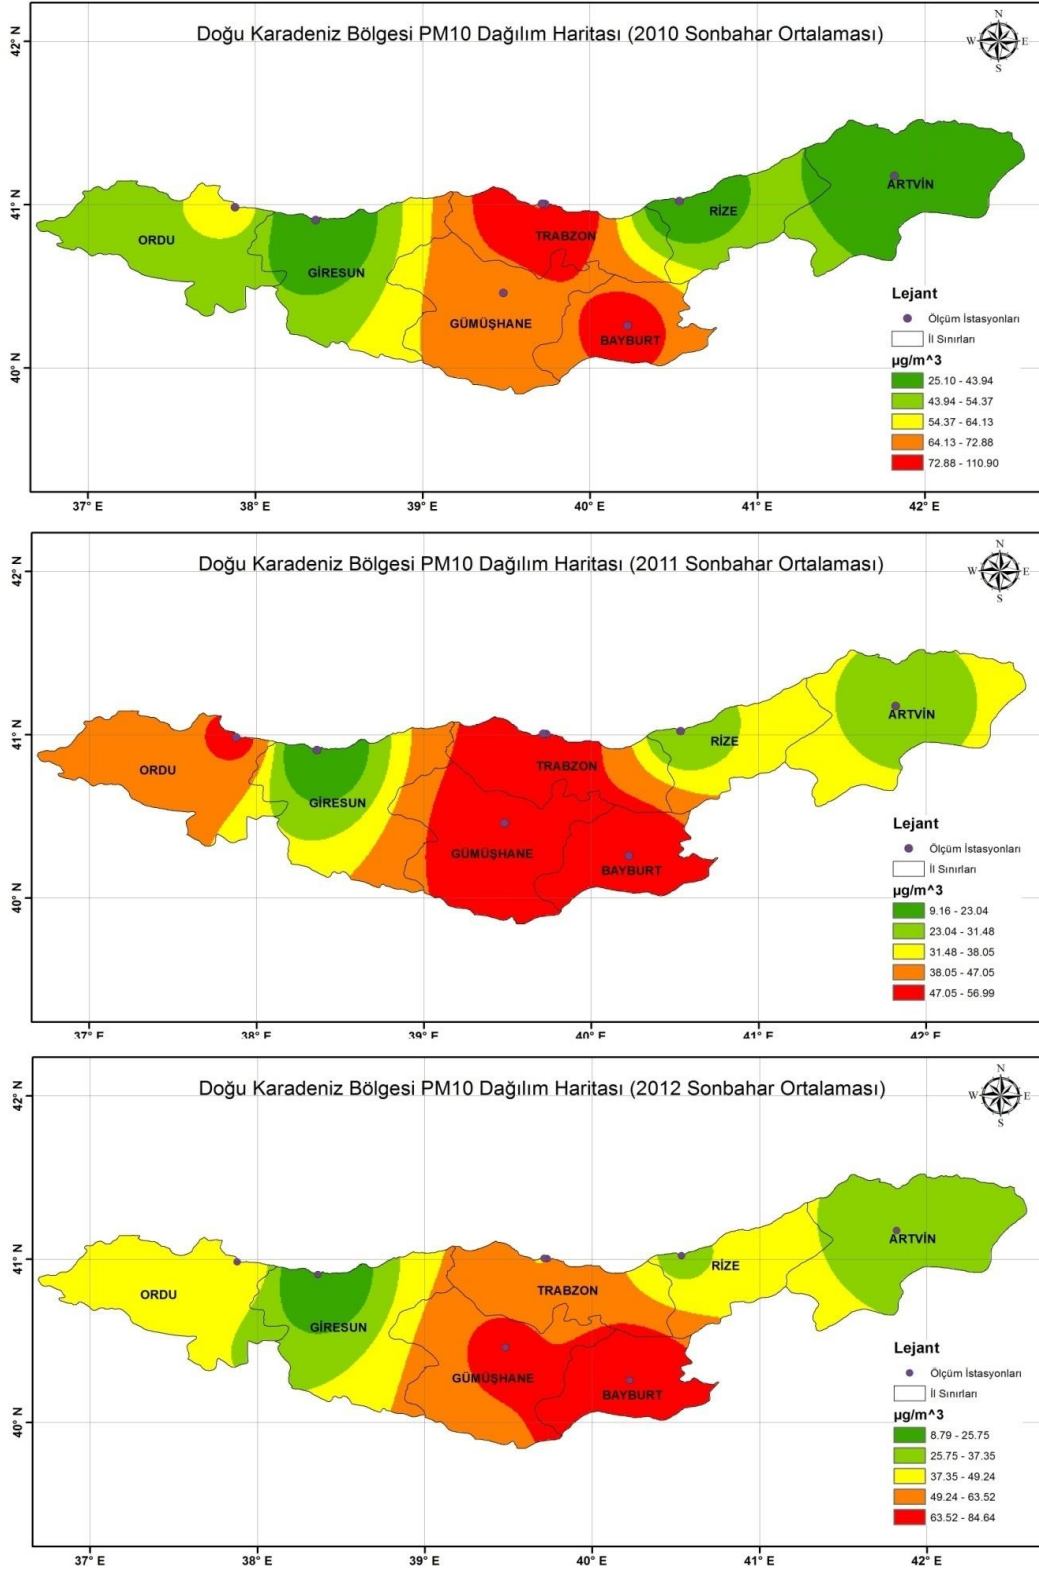 Doğu Karadeniz Bölgesi PM10 Dağılım Haritası (2010 Sonbahar Ortalaması)
N
W E
S
42° N
41° N
40° N
ORDU
GİRESUN
GÜMÜŞHANE
TRABZON
BAYBURT
RİZE
ARTVİN
Lejant
Ölçüm İstasyonları
İl Sınırları
µg/m^3
25.10 - 43.94
43.94 - 54.37
54.37 - 64.13
64.13 - 72.88
72.88 - 110.90
37° E 38° E 39° E 40° E 41° E 42° E
Doğu Karadeniz Bölgesi PM10 Dağılım Haritası (2011 Sonbahar Ortalaması)
N
W E
S
42° N
41° N
40° N
ORDU
GİRESUN
GÜMÜŞHANE
TRABZON
BAYBURT
RİZE
ARTVİN
Lejant
Ölçüm İstasyonları
İl Sınırları
µg/m^3
9.16 - 23.04
23.04 - 31.48
31.48 - 38.05
38.05 - 47.05
47.05 - 56.99
37° E 38° E 39° E 40° E 41° E 42° E
Doğu Karadeniz Bölgesi PM10 Dağılım Haritası (2012 Sonbahar Ortalaması)
N
W E
S
42° N
41° N
40° N
ORDU
GİRESUN
GÜMÜŞHANE
TRABZON
BAYBURT
RİZE
ARTVİN
Lejant
Ölçüm İstasyonları
İl Sınırları
µg/m^3
8.79 - 25.75
25.75 - 37.35
37.35 - 49.24
49.24 - 63.52
63.52 - 84.64
37° E 38° E 39° E 40° E 41° E 42° E